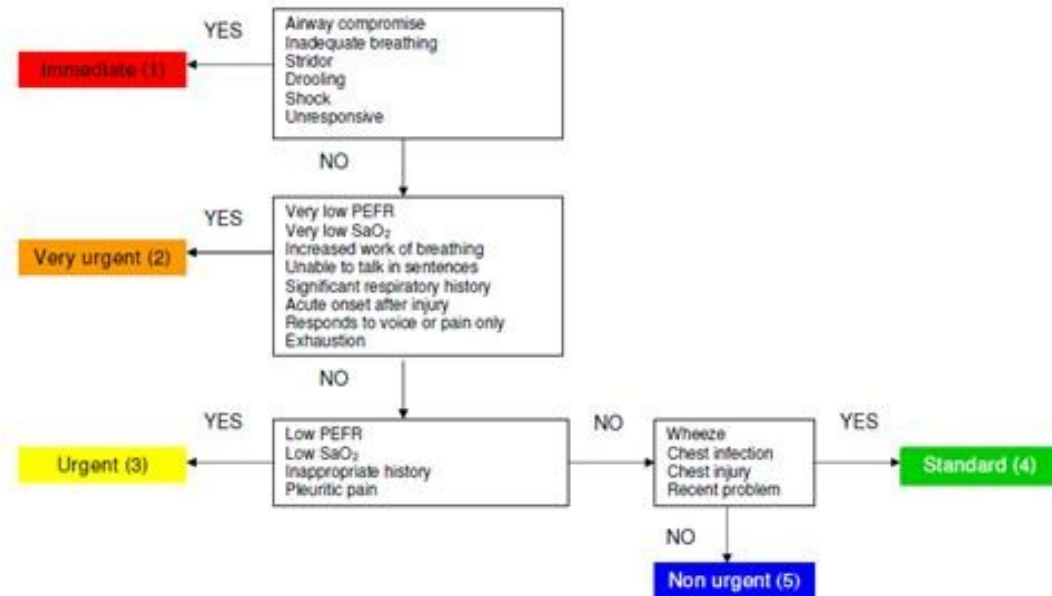 YES
Airway compromise
Inadequate breathing
Stridor
Drooling
Shock
Unresponsive
Immediate (1)
NO
YES
Very low PEFR
Very low SaO₂
Increased work of breathing
Unable to talk in sentences
Significant respiratory history
Acute onset after injury
Responds to voice or pain only
Exhaustion
Very urgent (2)
NO
YES
Low PEFR
Low SaO₂
Inappropriate history
Pleuritic pain
Urgent (3)
NO
Wheeze
Chest infection
Chest injury
Recent problem
YES
Standard (4)
NO
Non urgent (5)